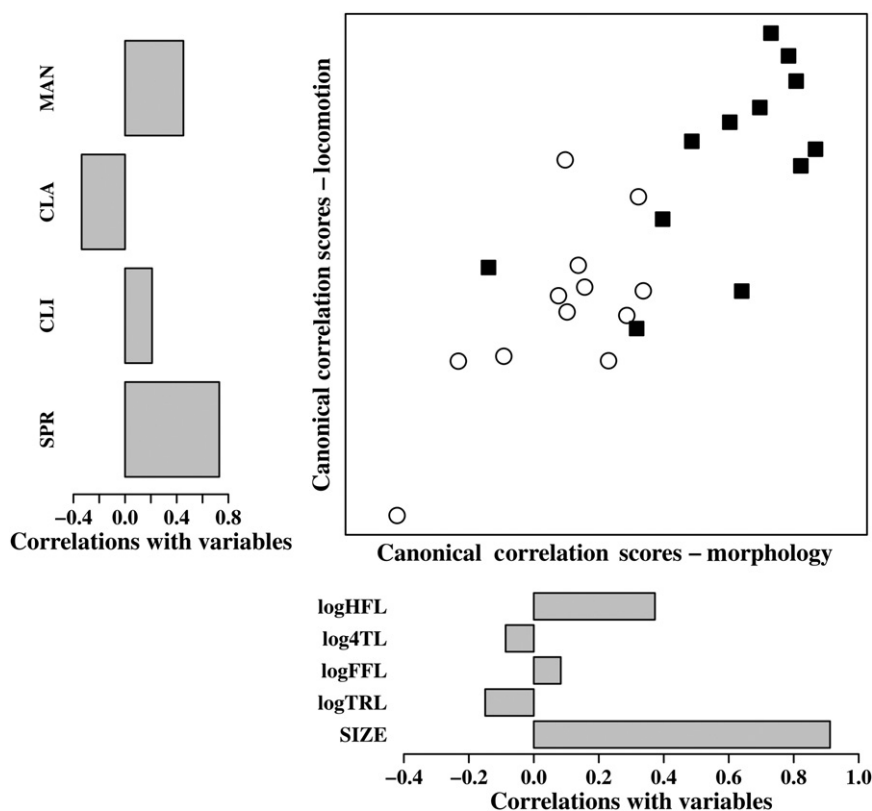 MAN
CLA
CLI
SPR
−0.4 0.0 0.4 0.8
Correlations with variables
Canonical correlation scores – locomotion
Canonical correlation scores – morphology
logHFL
log4TL
logFFL
logTRL
SIZE
−0.4 −0.2 0.0 0.2 0.4 0.6 0.8 1.0
Correlations with variables